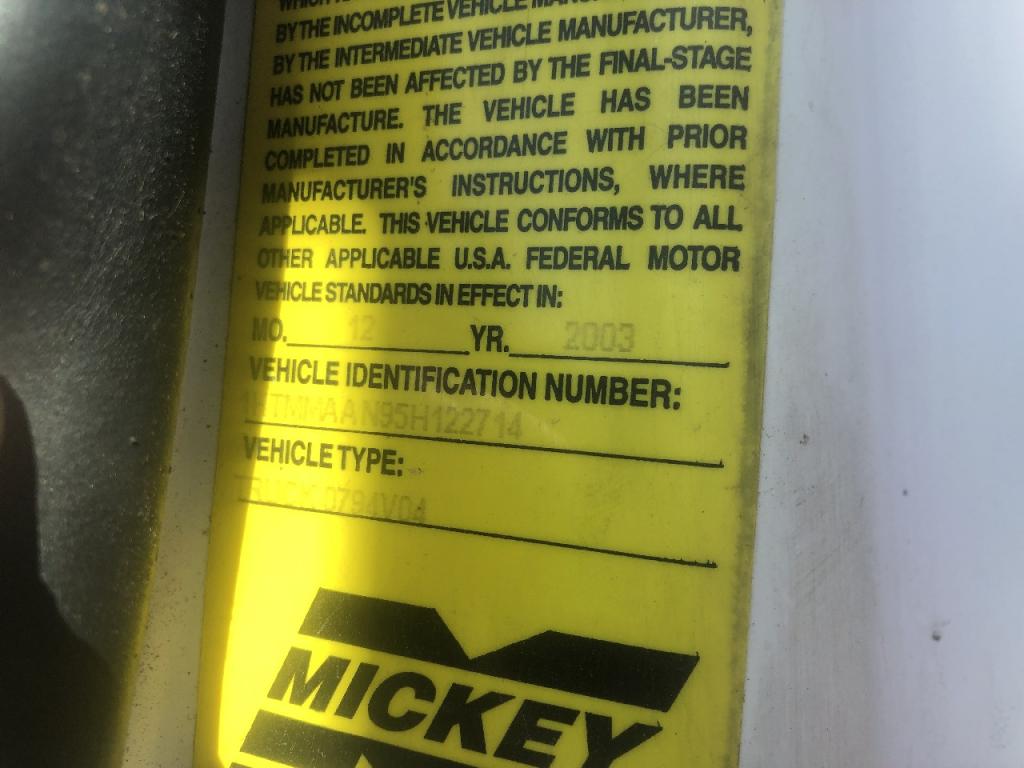 BY THE INCOMPLETE VEHICLE
BY THE INTERMEDIATE VEHICLE MANUFACTURER,
HAS NOT BEEN AFFECTED BY THE FINAL-STAGE
MANUFACTURE. THE VEHICLE HAS BEEN
COMPLETED IN ACCORDANCE WITH PRIOR
MANUFACTURER'S INSTRUCTIONS, WHERE
APPLICABLE. THIS VEHICLE CONFORMS TO ALL
OTHER APPLICABLE U.S.A. FEDERAL MOTOR
VEHICLE STANDARDS IN EFFECT IN:
MO. 12 YR. 2003
VEHICLE IDENTIFICATION NUMBER:
1HTMMAAN95H122714
VEHICLE TYPE:
0794V04
MICKEY